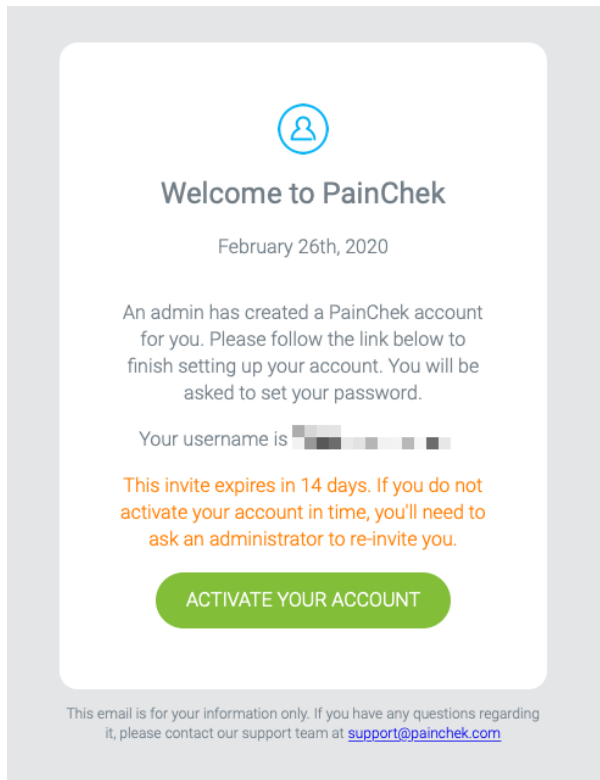 Welcome to PainChek
February 26th, 2020
An admin has created a PainChek account
for you. Please follow the link below to
finish setting up your account. You will be
asked to set your password.
Your username is
This invite expires in 14 days. If you do not
activate your account in time, you'll need to
ask an administrator to re-invite you.
ACTIVATE YOUR ACCOUNT
This email is for your information only. If you have any questions regarding
it, please contact our support team at support@painchek.com